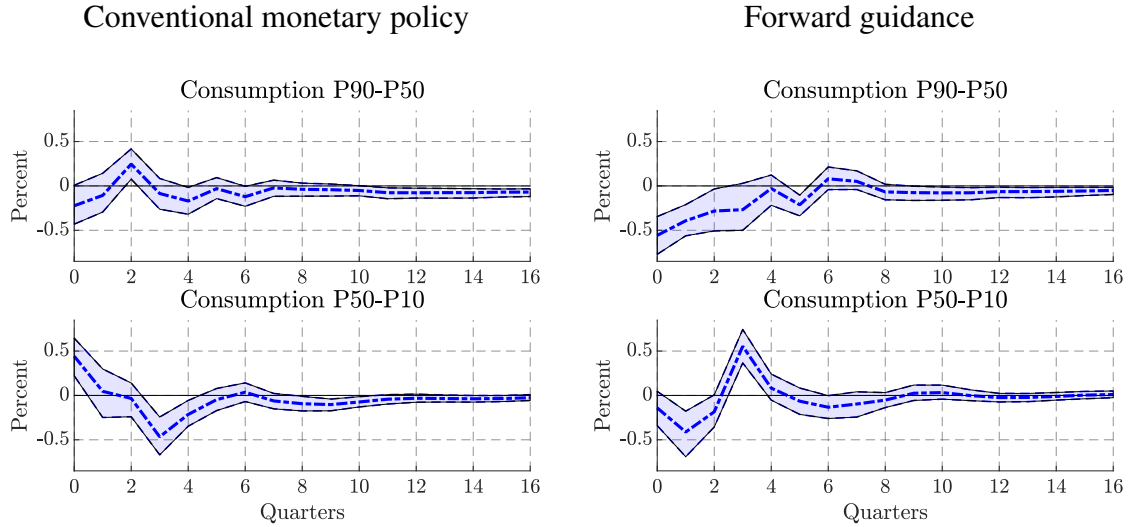 Conventional monetary policy
Forward guidance
Consumption P90-P50
Percent
0.5
0
-0.5
0 2 4 6 8 10 12 14 16
Consumption P90-P50
Percent
0.5
0
-0.5
0 2 4 6 8 10 12 14 16
Consumption P50-P10
Percent
0.5
0
-0.5
0 2 4 6 8 10 12 14 16
Quarters
Consumption P50-P10
Percent
0.5
0
-0.5
0 2 4 6 8 10 12 14 16
Quarters